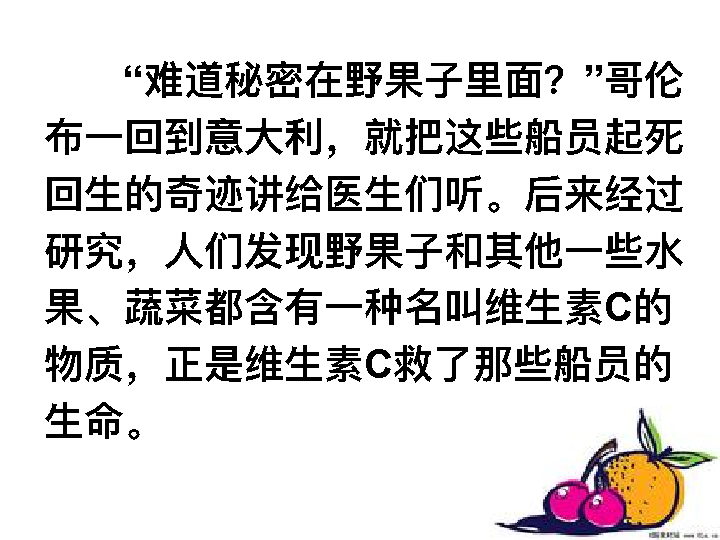 “难道秘密在野果子里面？”哥伦
布一回到意大利，就把这些船员起死
回生的奇迹讲给医生们听。后来经过
研究，人们发现野果子和其他一些水
果、蔬菜都含有一种名叫维生素C的
物质，正是维生素C救了那些船员的
生命。